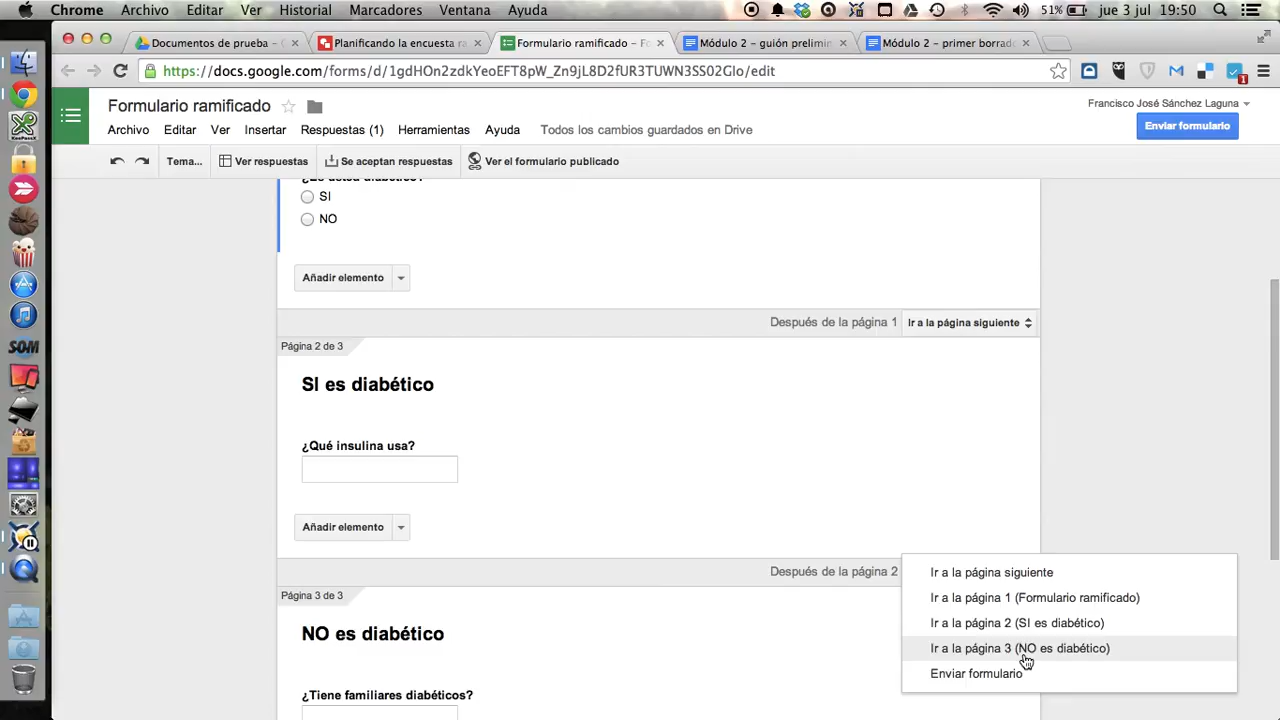 Chrome Archivo Editar Ver Historial Marcadores Ventana Ayuda 51% jue 3 jul 19:50
Documentos de prueba – Planificando la encuesta ra Formulario ramificado – Fo Módulo 2 – guión prelimin Módulo 2 – primer borrad
https://docs.google.com/forms/d/1gdHOn2zdkYeoEFT8pW_Zn9jL8D2fUR3TUWN3SS02Glo/edit
1
Formulario ramificado
Francisco José Sánchez Laguna
Archivo Editar Ver Insertar Respuestas (1) Herramientas Ayuda Todos los cambios guardados en Drive
Enviar formulario
Tema... Ver respuestas Se aceptan respuestas Ver el formulario publicado
¿Es usted diabético?
SI
NO
Añadir elemento
Después de la página 1 Ir a la página siguiente
Página 2 de 3
SI es diabético
¿Qué insulina usa?
Añadir elemento
Después de la página 2
Ir a la página siguiente
Ir a la página 1 (Formulario ramificado)
Ir a la página 2 (SI es diabético)
Ir a la página 3 (NO es diabético)
Enviar formulario
Página 3 de 3
NO es diabético
¿Tiene familiares diabéticos?
SOM